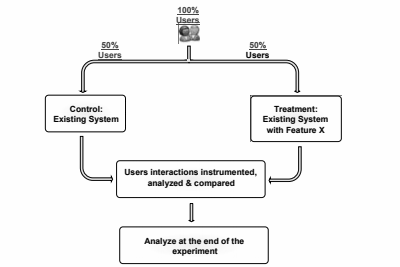 100%
Users
50%
Users
50%
Users
Control:
Existing System
Treatment:
Existing System
with Feature X
Users interactions instrumented,
analyzed & compared
Analyze at the end of the
experiment